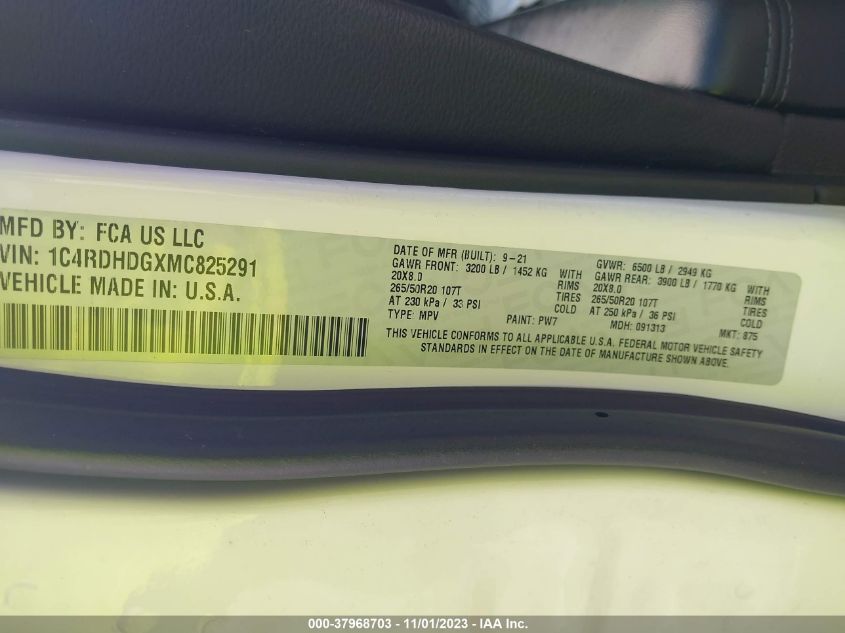 MFD BY: FCA US LLC
VIN: 1C4RDHDGXMC825291
VEHICLE MADE IN: U.S.A.
DATE OF MFR (BUILT): 9-21
GVWR: 6500 LB / 2949 KG
GAWR FRONT: 3200 LB / 1452 KG WITH
GAWR REAR: 3900 LB / 1770 KG WITH
20X8.0 RIMS
20X8.0 RIMS
265/50R20 107T TIRES
265/50R20 107T TIRES
AT 230 kPa / 33 PSI COLD
AT 250 kPa / 36 PSI COLD
TYPE: MPV PAINT: PW7 MDH: 091313 MKT: 875
THIS VEHICLE CONFORMS TO ALL APPLICABLE U.S.A. FEDERAL MOTOR VEHICLE SAFETY
STANDARDS IN EFFECT ON THE DATE OF MANUFACTURE SHOWN ABOVE.
000-37968703 - 11/01/2023 - IAA Inc.